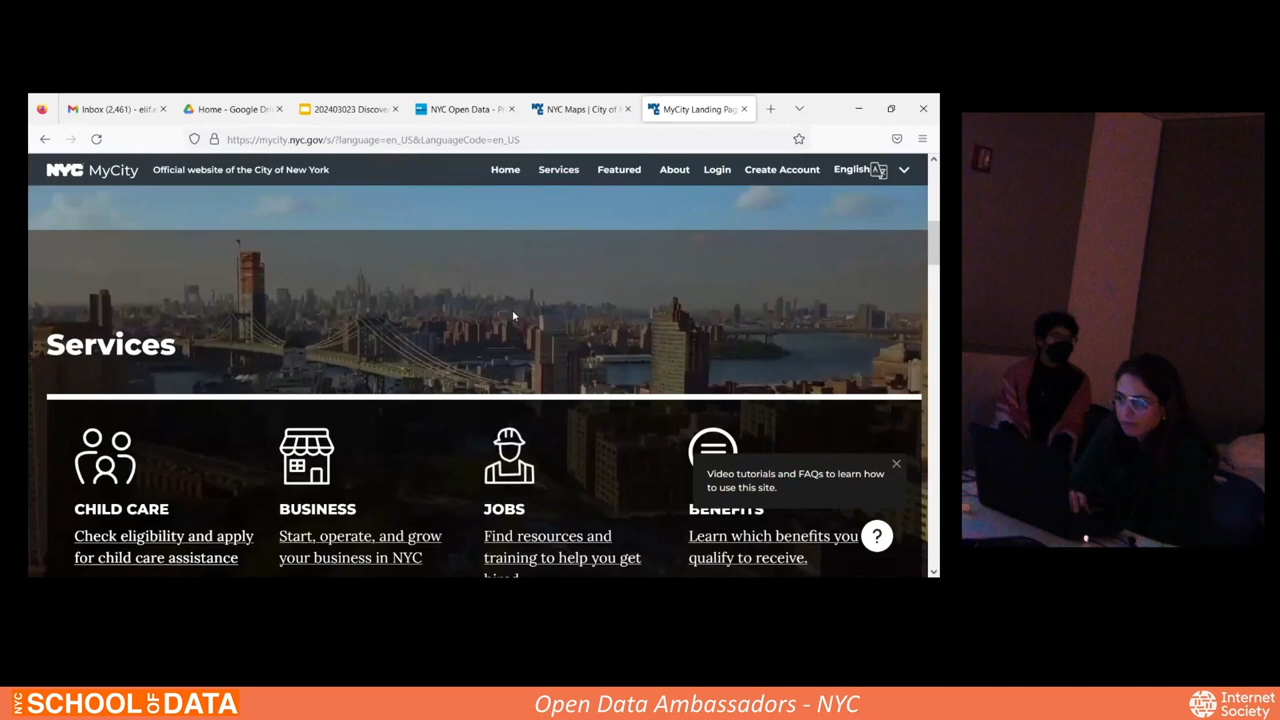 Inbox (2,461) - elif.e
Home - Google Dri
202403023 Discove
NYC Open Data - P
NYC Maps | City of
MyCity Landing Pag
https://mycity.nyc.gov/s/?language=en_US&LanguageCode=en_US
NYC MyCity
Official website of the City of New York
Home
Services
Featured
About
Login
Create Account
English
Services
CHILD CARE
Check eligibility and apply
for child care assistance
BUSINESS
Start, operate, and grow
your business in NYC
JOBS
Find resources and
training to help you get
hired
BENEFITS
Learn which benefits you
qualify to receive.
Video tutorials and FAQs to learn how
to use this site.
?
NYC SCHOOL OF DATA
Open Data Ambassadors - NYC
Internet
Society